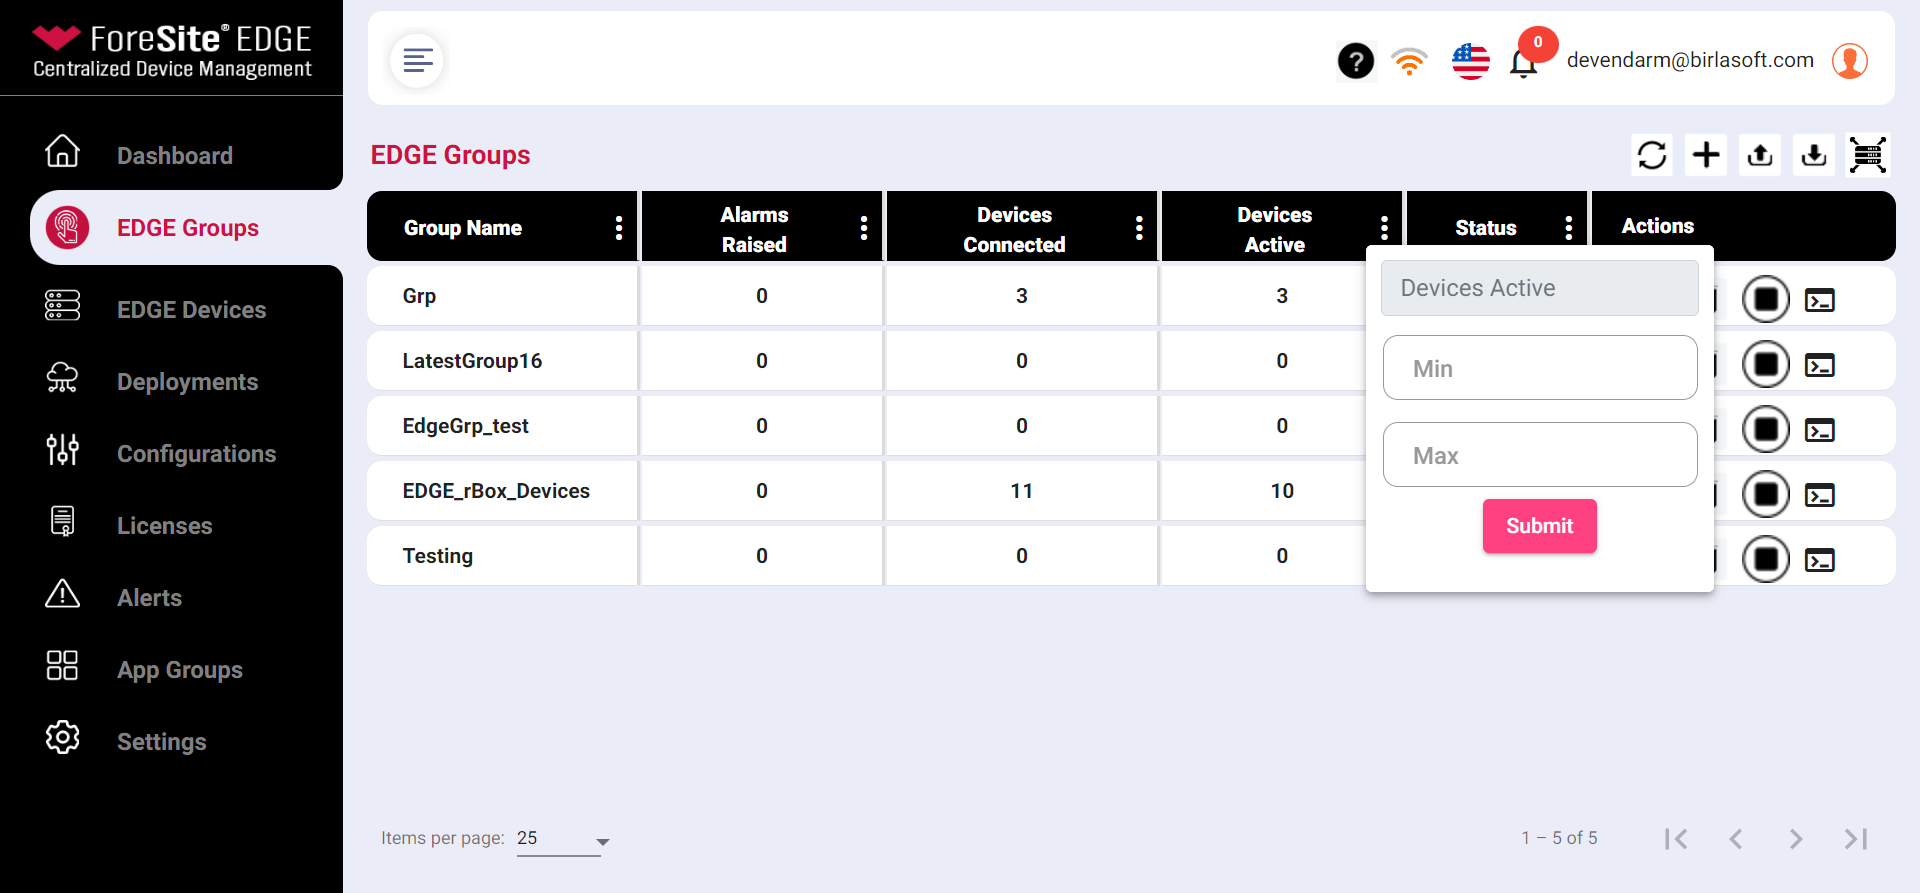 ForeSite® EDGE
Centralized Device Management
Dashboard
EDGE Groups
EDGE Devices
Deployments
Configurations
Licenses
Alerts
App Groups
Settings
?
0
devendarm@birlasoft.com
EDGE Groups
Group Name
Alarms
Raised
Devices
Connected
Devices
Active
Status
Actions
Grp 0 3 3
LatestGroup16 0 0 0
EdgeGrp_test 0 0 0
EDGE_rBox_Devices 0 11 10
Testing 0 0 0
Devices Active
Min
Max
Submit
Items per page: 25
1 – 5 of 5